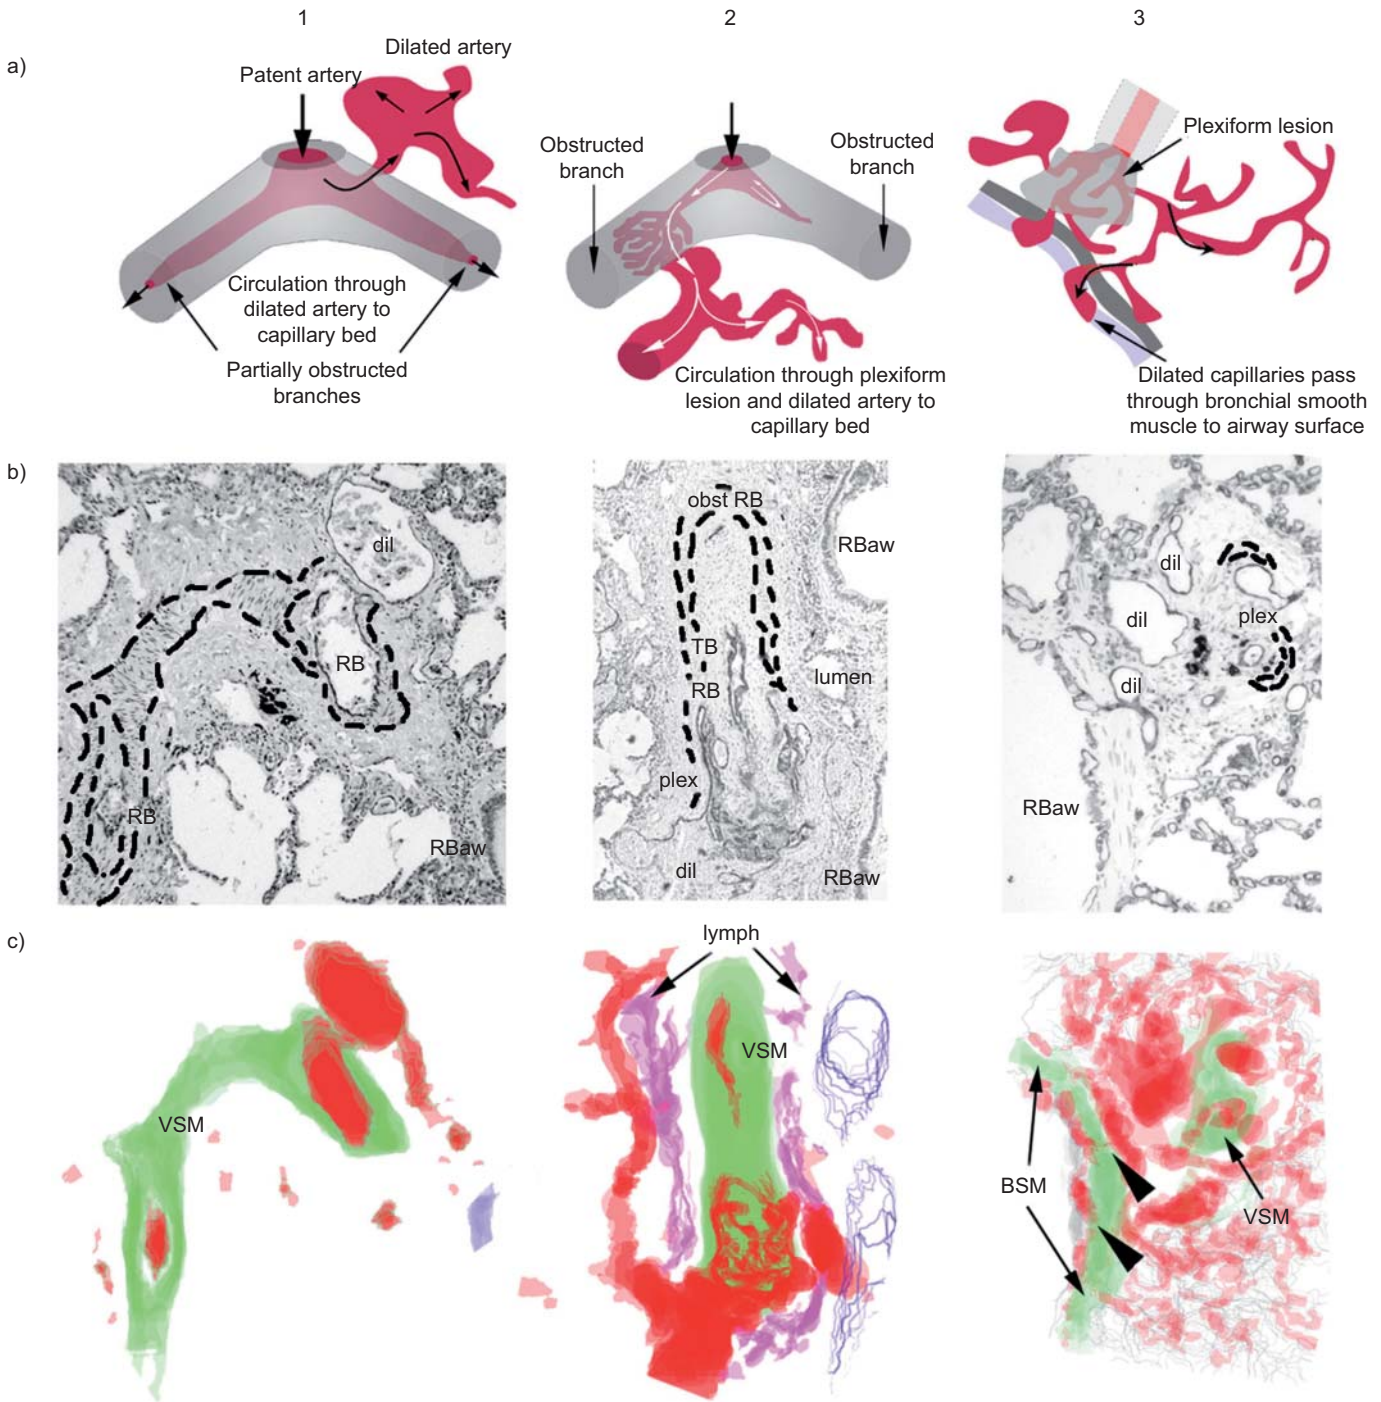 1
2
3
a)
Dilated artery
Patent artery
Circulation through
dilated artery to
capillary bed
Partially obstructed
branches
Obstructed
branch
Obstructed
branch
Circulation through plexiform
lesion and dilated artery to
capillary bed
Plexiform lesion
Dilated capillaries pass
through bronchial smooth
muscle to airway surface
b)
dil
RB
RB
RBaw
obst RB
RBaw
TB
RB
lumen
plex
dil
RBaw
dil
dil
plex
dil
RBaw
c)
VSM
lymph
VSM
BSM
VSM